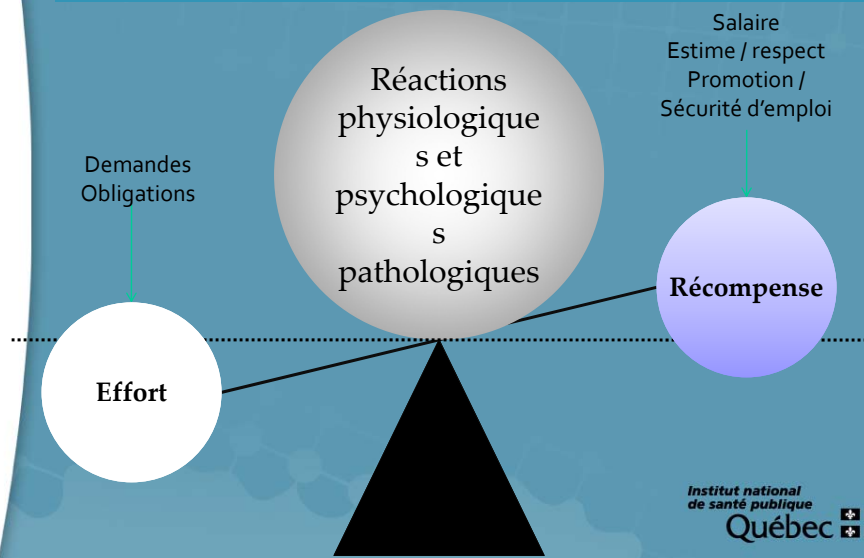 Salaire
Estime / respect
Promotion /
Sécurité d'emploi
Réactions
physiologique
s et
psychologique
s
pathologiques
Demandes
Obligations
Récompense
Effort
Institut national
de santé publique
Québec